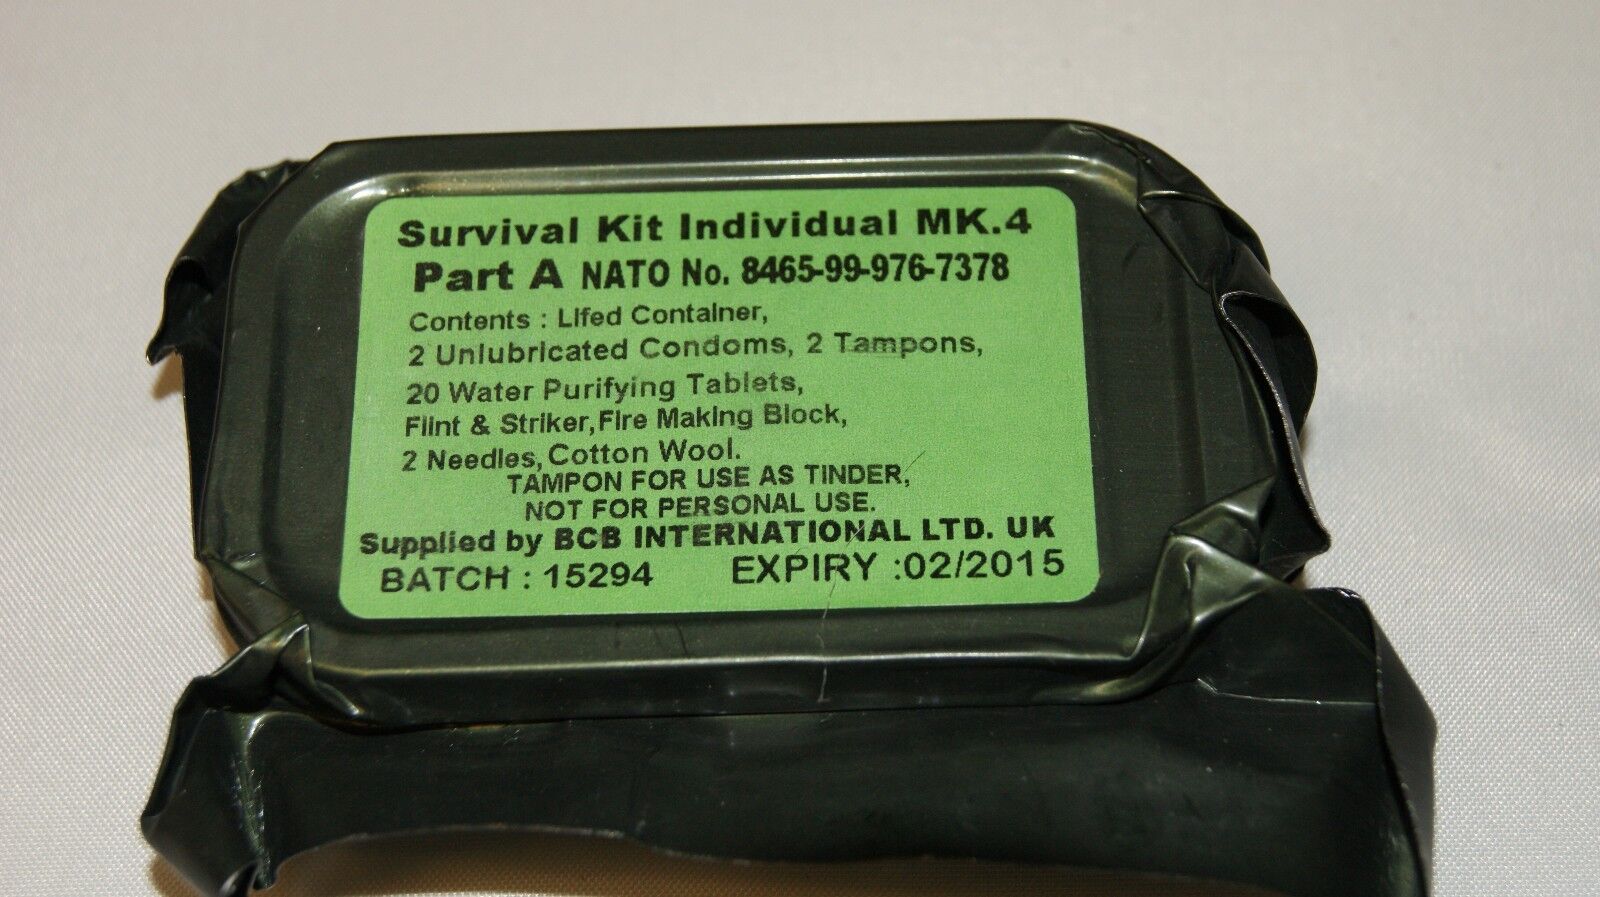 Survival Kit Individual MK.4
Part A NATO No. 8465-99-976-7378
Contents : Lifed Container,
2 Unlubricated Condoms, 2 Tampons,
20 Water Purifying Tablets,
Flint & Striker, Fire Making Block,
2 Needles, Cotton Wool.
TAMPON FOR USE AS TINDER,
NOT FOR PERSONAL USE.
Supplied by BCB INTERNATIONAL LTD. UK
BATCH : 15294 EXPIRY :02/2015